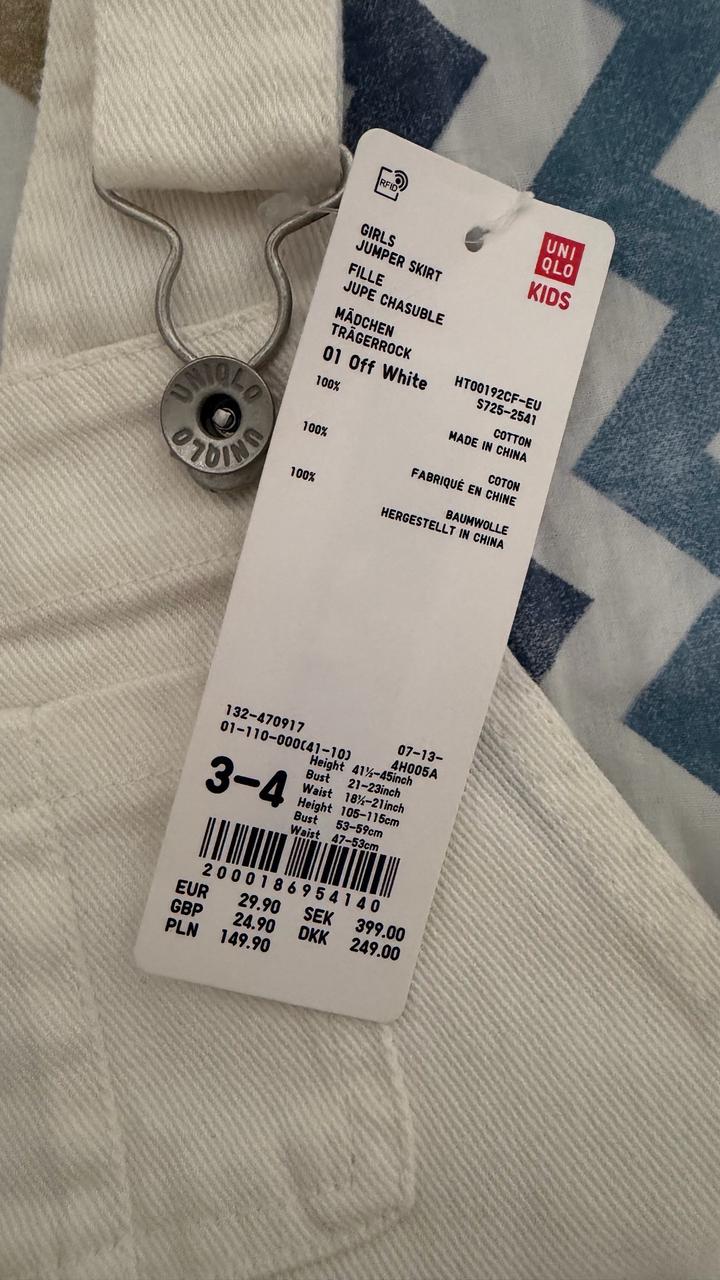 RFID
UNI
QLO
KIDS
GIRLS
JUMPER SKIRT
FILLE
JUPE CHASUBLE
MÄDCHEN
TRÄGERROCK
01 Off White
HT00192CF-EU
S725-2541
100% COTTON
MADE IN CHINA
100% COTON
FABRIQUÉ EN CHINE
100% BAUMWOLLE
HERGESTELLT IN CHINA
UNIQLO
UNIQLO
132-470917
01-110-000(41-10) 07-13-
4H005A
3-4
Height 41½-45inch
Bust 21-23inch
Waist 18½-21inch
Height 105-115cm
Bust 53-59cm
Waist 47-53cm
2000186954140
EUR 29.90 SEK 399.00
GBP 24.90 DKK 249.00
PLN 149.90